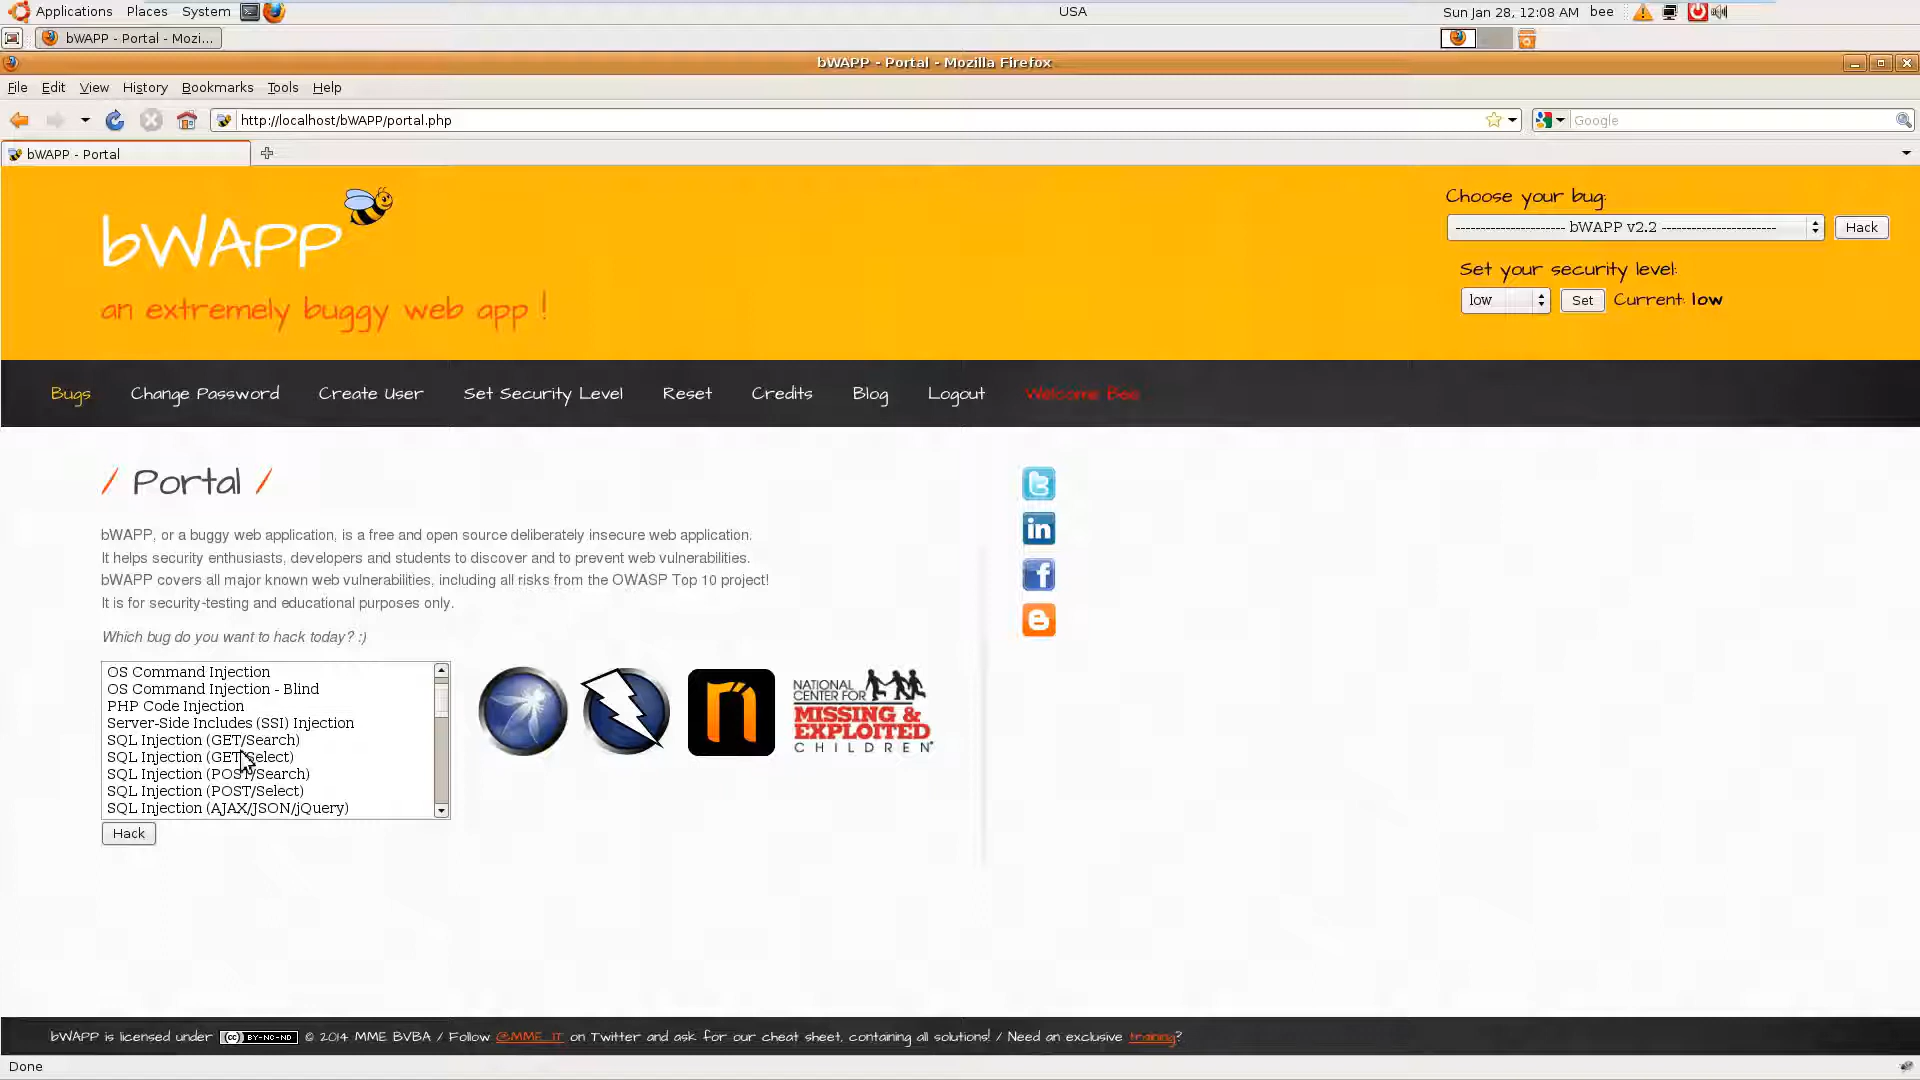 Applications Places System USA Sun Jan 28, 12:08 AM bee
bWAPP - Portal - Mozi...
bWAPP - Portal - Mozilla Firefox
File Edit View History Bookmarks Tools Help
http://localhost/bWAPP/portal.php Google
bWAPP - Portal
bWAPP
an extremely buggy web app !
Choose your bug:
---------------------- bWAPP v2.2 ----------------------- Hack
Set your security level:
low Set Current: low
Bugs Change Password Create User Set Security Level Reset Credits Blog Logout Welcome Bee
/ Portal /
bWAPP, or a buggy web application, is a free and open source deliberately insecure web application.
It helps security enthusiasts, developers and students to discover and to prevent web vulnerabilities.
bWAPP covers all major known web vulnerabilities, including all risks from the OWASP Top 10 project!
It is for security-testing and educational purposes only.
Which bug do you want to hack today? :)
OS Command Injection
OS Command Injection - Blind
PHP Code Injection
Server-Side Includes (SSI) Injection
SQL Injection (GET/Search)
SQL Injection (GET/Select)
SQL Injection (POST/Search)
SQL Injection (POST/Select)
SQL Injection (AJAX/JSON/jQuery)
Hack
NATIONAL
CENTER FOR
MISSING &
EXPLOITED
CHILDREN
bWAPP is licensed under cc BY-NC-ND © 2014 MME BVBA / Follow @MME_IT on Twitter and ask for our cheat sheet, containing all solutions! / Need an exclusive training?
Done